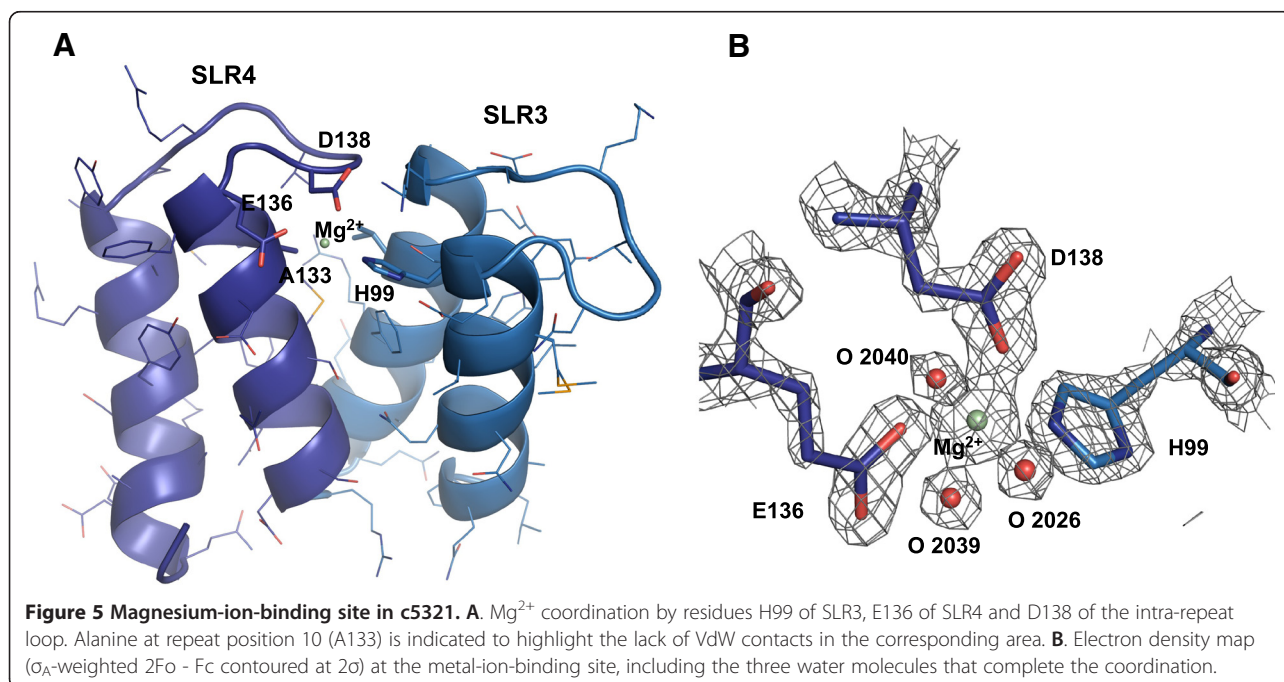 A
SLR4
SLR3
D138
E136
Mg²⁺
A133
H99
B
D138
O 2040
Mg²⁺
H99
E136
O 2026
O 2039
Figure 5 Magnesium-ion-binding site in c5321. A. Mg²⁺ coordination by residues H99 of SLR3, E136 of SLR4 and D138 of the intra-repeat
loop. Alanine at repeat position 10 (A133) is indicated to highlight the lack of VdW contacts in the corresponding area. B. Electron density map
(σA-weighted 2Fo - Fc contoured at 2σ) at the metal-ion-binding site, including the three water molecules that complete the coordination.